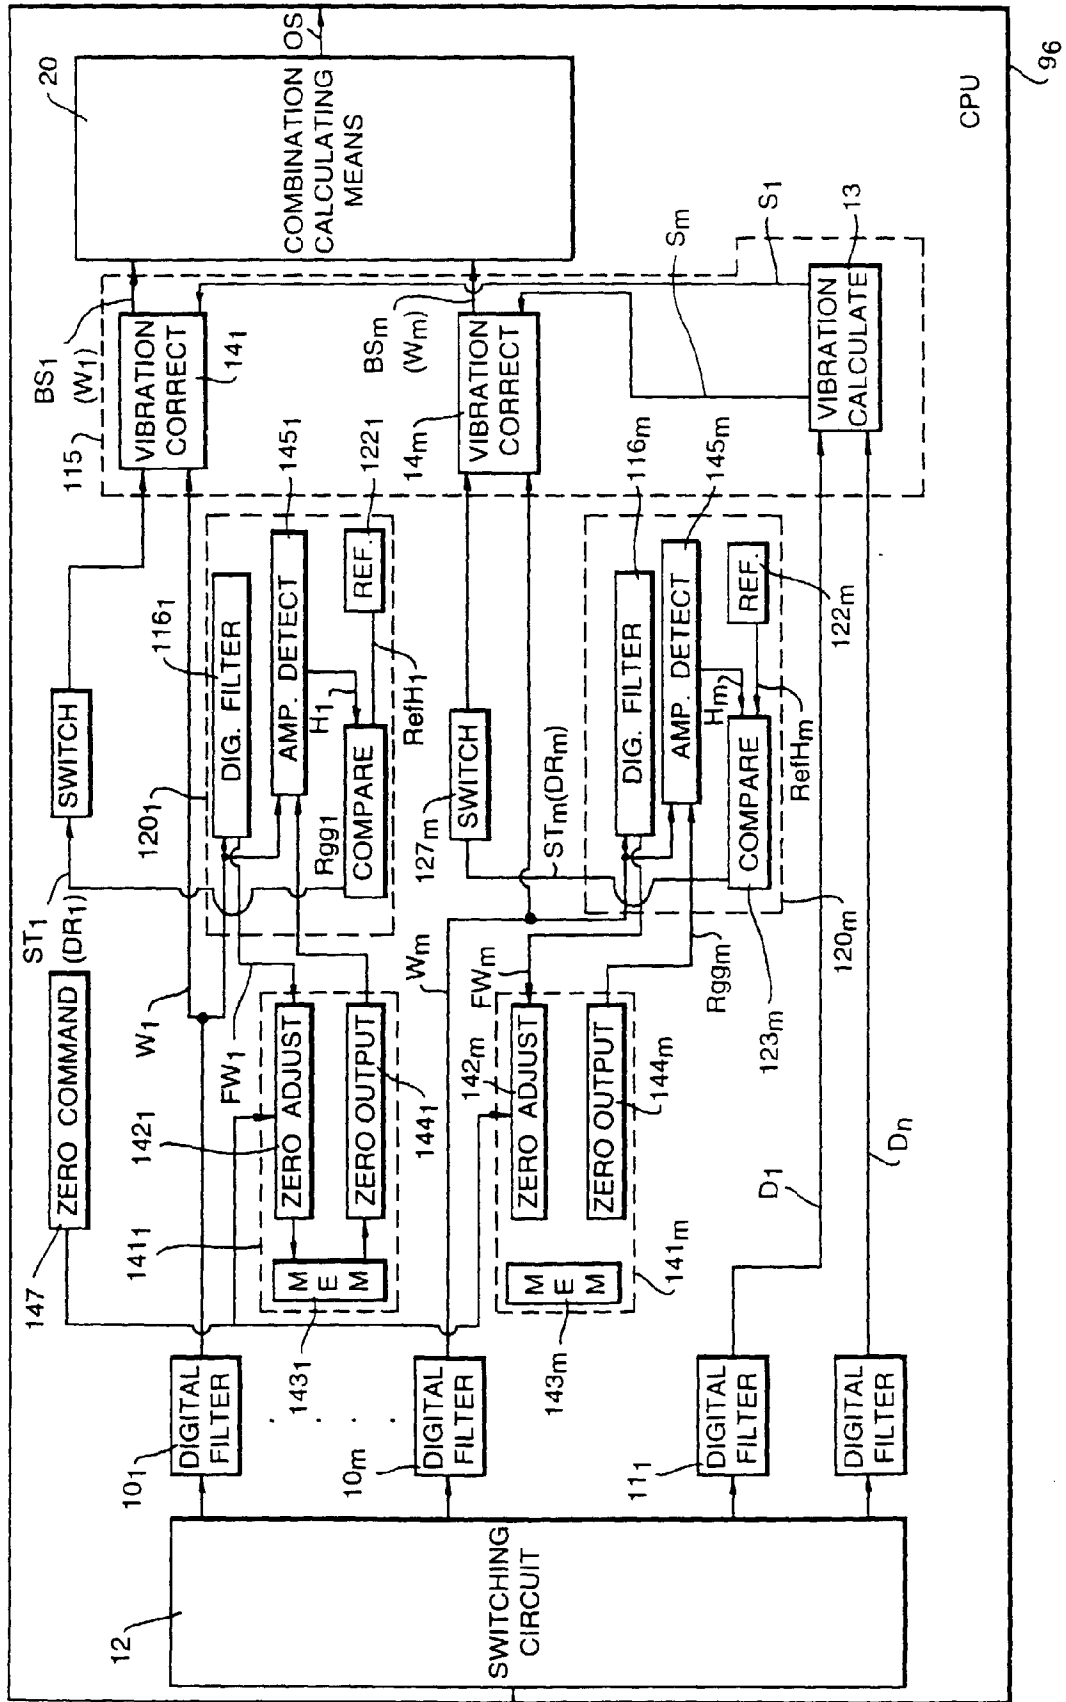 96
CPU
12
SWITCHING
CIRCUIT
101
DIGITAL
FILTER
10m
DIGITAL
FILTER
111
DIGITAL
FILTER
DIGITAL
FILTER
147
ZERO COMMAND
ST1
(DR1)
SWITCH
W1
FW1
1411
1421
ZERO ADJUST
ZERO OUTPUT
1441
MEM
1431
1201
1161
DIG. FILTER
AMP. DETECT
1451
H1
Rgg1
COMPARE
REF.
1221
RefH1
115
BS1
(W1)
VIBRATION
CORRECT
141
20
COMBINATION
CALCULATING
MEANS
OS
Wm
FWm
142m
ZERO ADJUST
ZERO OUTPUT
144m
MEM
143m
141m
127m
SWITCH
STm(DRm)
BSm
(Wm)
14m
VIBRATION
CORRECT
116m
DIG. FILTER
AMP. DETECT
145m
Hm
Rggm
COMPARE
REF.
122m
RefHm
123m
120m
Sm
S1
13
VIBRATION
CALCULATE
D1
Dn